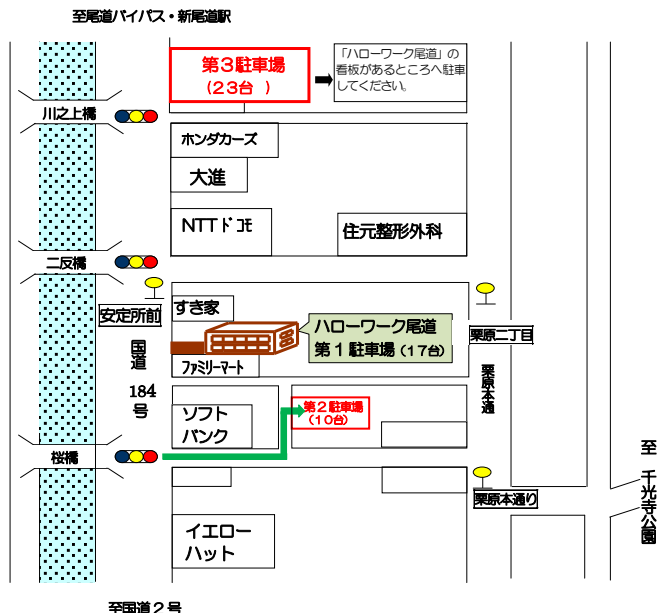 至尾道バイパス・新尾道駅
第3駐車場
(23台　)
「ハローワーク尾道」の
看板があるところへ駐車
してください。
川之上橋
ホンダカーズ
大進
NTTドコモ
住元整形外科
二反橋
安定所前
すき家
ハローワーク尾道
第1駐車場(17台)
栗原二丁目
国道
184
号
ファミリーマート
栗原本通
ソフト
バンク
第2駐車場
(10台)
桜橋
至　千光寺公園
栗原本通り
イエロー
ハット
至国道2号